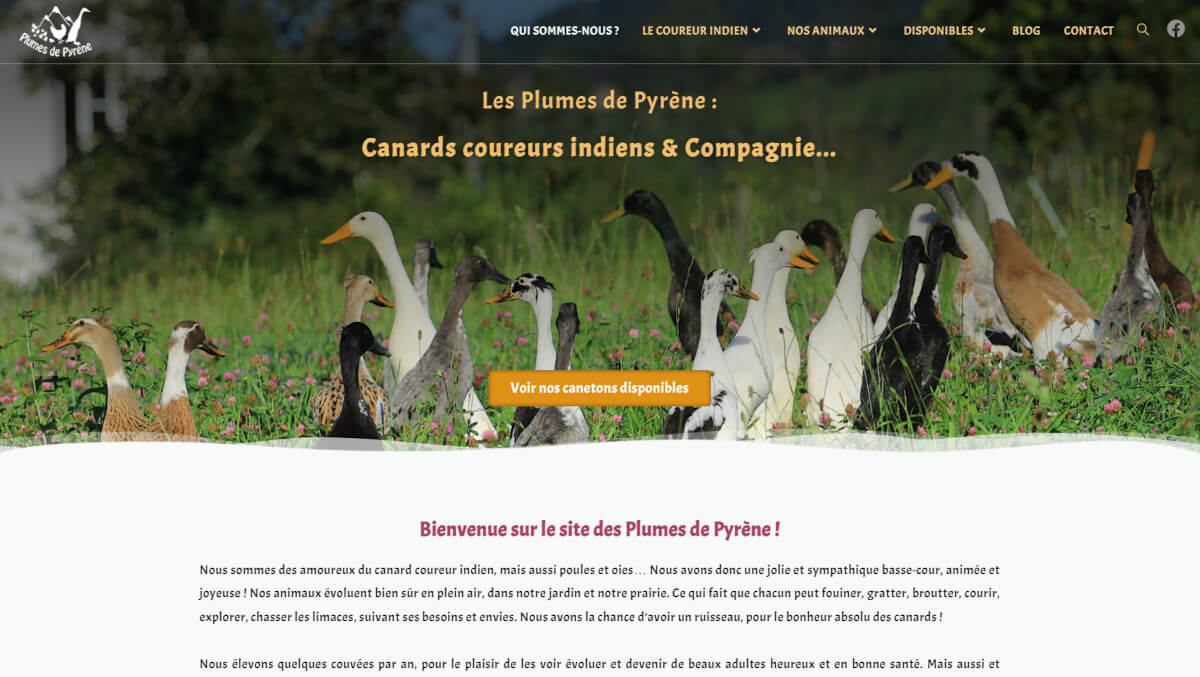 Plumes de Pyrène
QUI SOMMES-NOUS ?
LE COUREUR INDIEN
NOS ANIMAUX
DISPONIBLES
BLOG
CONTACT
Les Plumes de Pyrène :
Canards coureurs indiens & Compagnie...
Voir nos canetons disponibles
Bienvenue sur le site des Plumes de Pyrène !
Nous sommes des amoureux du canard coureur indien, mais aussi poules et oies… Nous avons donc une jolie et sympathique basse-cour, animée et
joyeuse ! Nos animaux évoluent bien sûr en plein air, dans notre jardin et notre prairie. Ce qui fait que chacun peut fouiner, gratter, broutter, courir,
explorer, chasser les limaces, suivant ses besoins et envies. Nous avons la chance d'avoir un ruisseau, pour le bonheur absolu des canards !
Nous élevons quelques couvées par an, pour le plaisir de les voir évoluer et devenir de beaux adultes heureux et en bonne santé. Mais aussi et